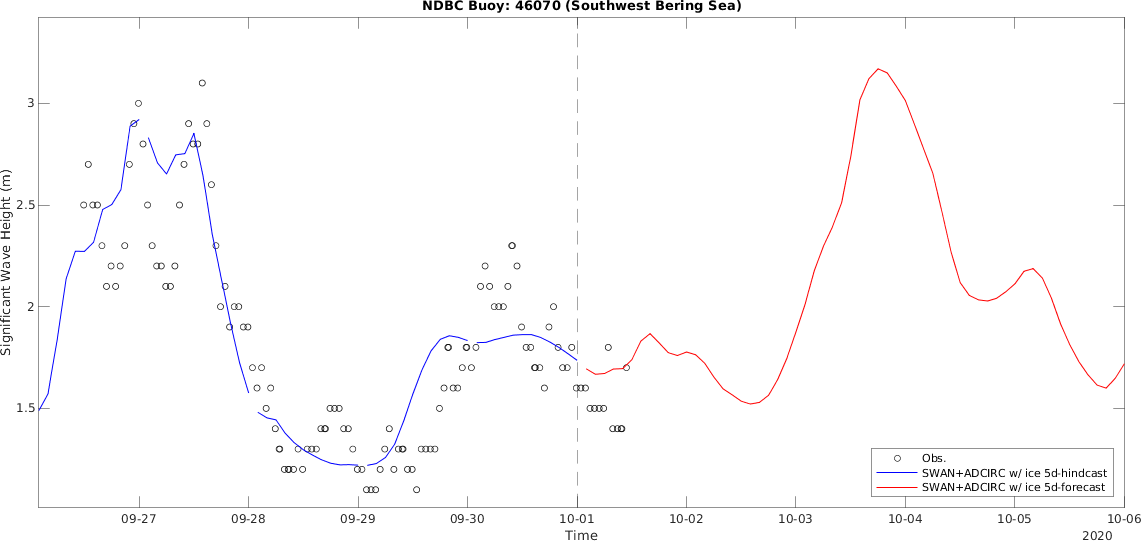 NDBC Buoy: 46070 (Southwest Bering Sea)
Significant Wave Height (m)
3
2.5
2
1.5
Obs.
SWAN+ADCIRC w/ ice 5d-hindcast
SWAN+ADCIRC w/ ice 5d-forecast
09-27 09-28 09-29 09-30 10-01 10-02 10-03 10-04 10-05 10-06
Time 2020